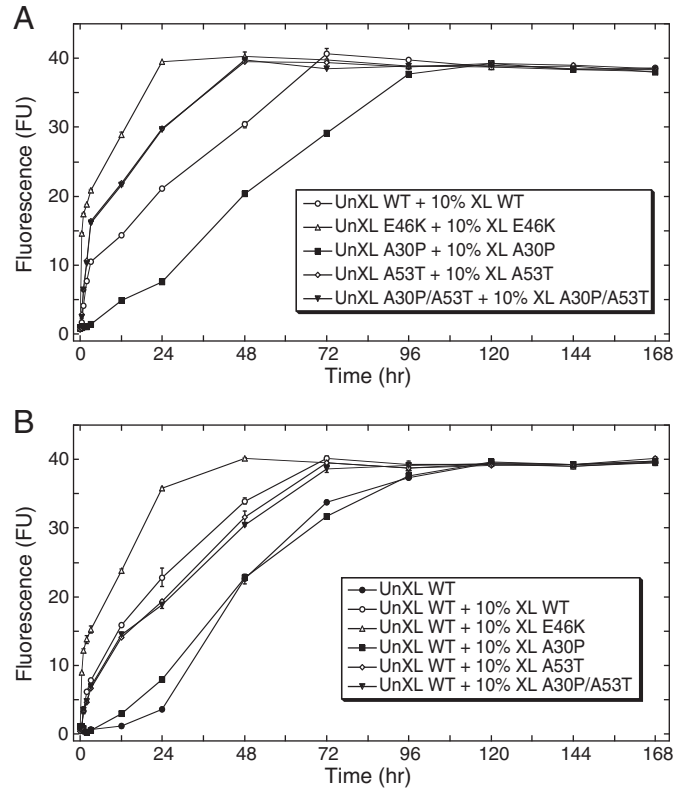 A
Fluorescence (FU)
50
40
30
20
10
0
UnXL WT + 10% XL WT
UnXL E46K + 10% XL E46K
UnXL A30P + 10% XL A30P
UnXL A53T + 10% XL A53T
UnXL A30P/A53T + 10% XL A30P/A53T
0 24 48 72 96 120 144 168
Time (hr)
B
Fluorescence (FU)
50
40
30
20
10
0
UnXL WT
UnXL WT + 10% XL WT
UnXL WT + 10% XL E46K
UnXL WT + 10% XL A30P
UnXL WT + 10% XL A53T
UnXL WT + 10% XL A30P/A53T
0 24 48 72 96 120 144 168
Time (hr)